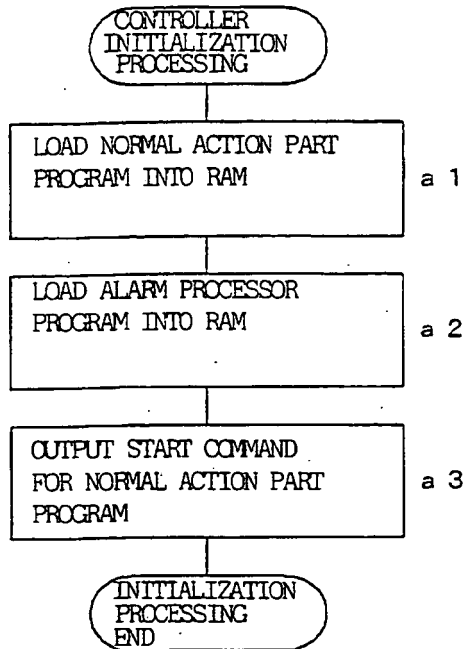 CONTROLLER
INITIALIZATION
PROCESSING
LOAD NORMAL ACTION PART
PROGRAM INTO RAM
a 1
LOAD ALARM PROCESSOR
PROGRAM INTO RAM
a 2
OUTPUT START COMMAND
FOR NORMAL ACTION PART
PROGRAM
a 3
INITIALIZATION
PROCESSING
END